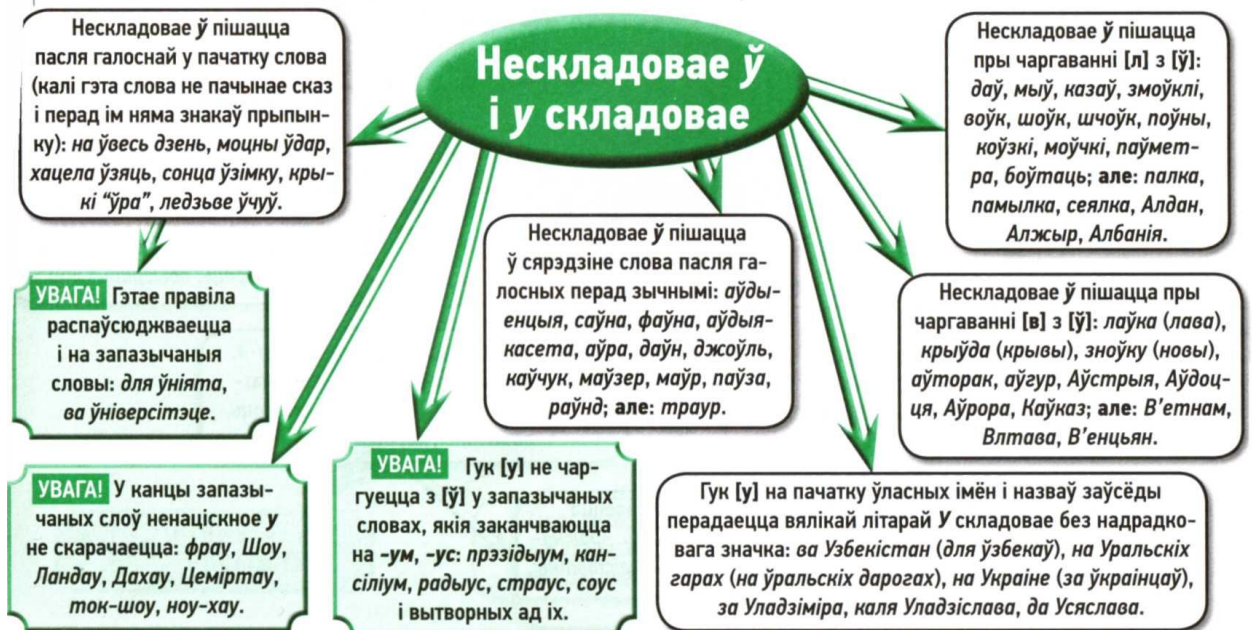 Нескладовае ў
і у складовае
Нескладовае ў пішацца
пасля галоснай у пачатку слова
(калі гэта слова не пачынае сказ
і перад ім няма знакаў прыпын-
ку): на ўвесь дзень, моцны ўдар,
хацела ўзяць, сонца ўзімку, кры-
кі “ўра”, ледзьве ўчуў.
УВАГА! Гэтае правіла
распаўсюджваецца
і на запазычаныя
словы: для ўніята,
ва ўніверсітэце.
УВАГА! У канцы запазы-
чаных слоў ненаціскное у
не скарачаецца: фрау, Шоу,
Ландау, Дахау, Цеміртау,
ток-шоу, ноу-хау.
УВАГА! Гук [у] не чар-
гуецца з [ў] у запазычаных
словах, якія заканчваюцца
на -ум, -ус: прэзідыум, кан-
сіліум, радыус, страус, соус
і вытворных ад іх.
Нескладовае ў пішацца
ў сярэдзіне слова пасля га-
лосных перад зычнымі: аўды-
енцыя, саўна, фаўна, аўдыя-
касета, аўра, даўн, джоўль,
каўчук, маўзер, маўр, паўза,
раўнд; але: траур.
Нескладовае ў пішацца
пры чаргаванні [л] з [ў]:
даў, мыў, казаў, змоўклі,
воўк, шоўк, шчоўк, поўны,
коўзкі, моўчкі, паўмет-
ра, боўтаць; але: палка,
памылка, сеялка, Алдан,
Алжыр, Албанія.
Нескладовае ў пішацца пры
чаргаванні [в] з [ў]: лаўка (лава),
крыўда (крывы), зноўку (новы),
аўторак, аўгур, Аўстрыя, Аўдоц-
ця, Аўрора, Каўказ; але: В'етнам,
Влтава, В'енцьян.
Гук [у] на пачатку ўласных імён і назваў заўсёды
перадаецца вялікай літарай У складовае без надрадко-
вага значка: ва Узбекістан (для ўзбекаў), на Уральскіх
гарах (на ўральскіх дарогах), на Украіне (за ўкраінцаў),
за Уладзіміра, каля Уладзіслава, да Усяслава.